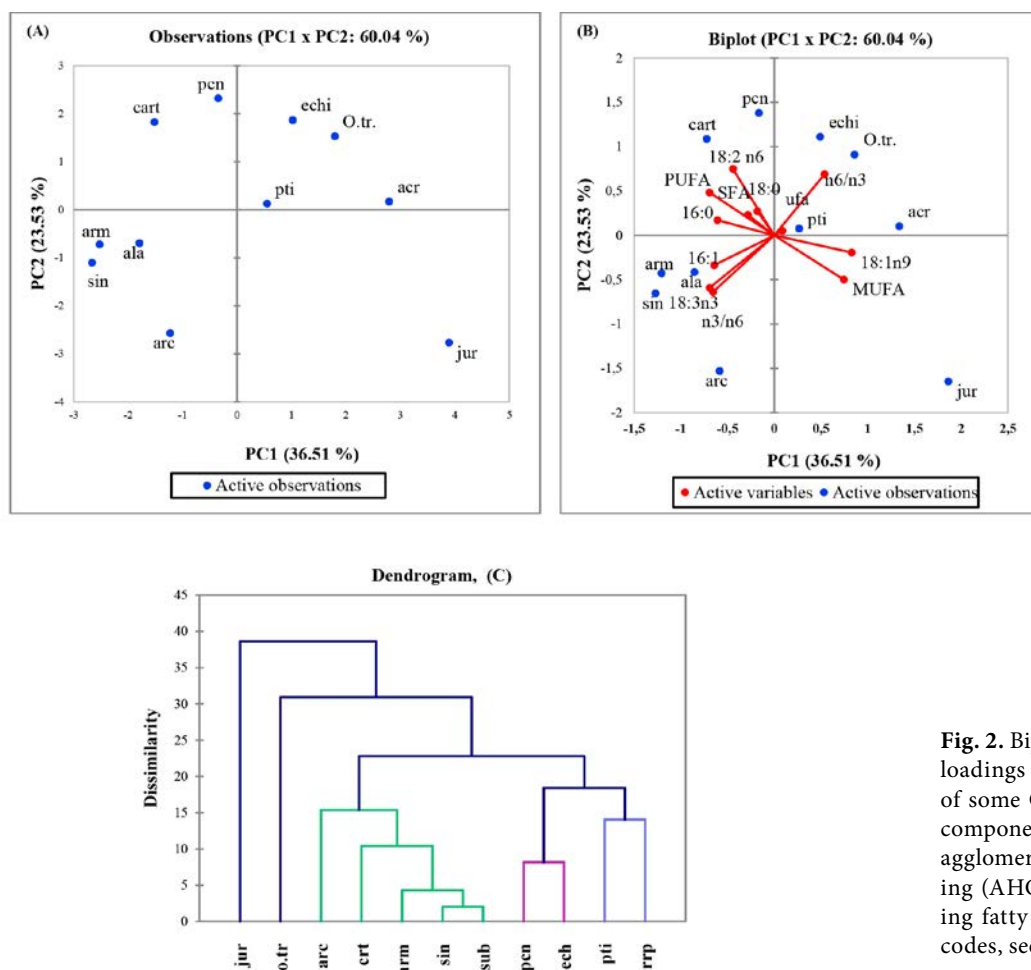 (A)
Observations (PC1 x PC2: 60.04 %)
3
2
1
0
-1
-2
-3
-4
PC2 (23.53 %)
pcn
cart
echi
O.tr.
pti
acr
arm
ala
sin
arc
jur
-3
-2
-1
0
1
2
3
4
5
PC1 (36.51 %)
Active observations
(B)
Biplot (PC1 x PC2: 60.04 %)
2
1,5
1
0,5
0
-0,5
-1
-1,5
-2
PC2 (23.53 %)
pcn
cart
echi
O.tr.
18:2 n6
n6/n3
PUFA
SFA
18:0
ufa
16:0
pti
acr
16:1
18:1n9
arm
ala
MUFA
sin
18:3n3
n3/n6
arc
jur
-1,5
-1
-0,5
0
0,5
1
1,5
2
2,5
PC1 (36.51 %)
Active variables
Active observations
Dendrogram, (C)
45
40
35
30
25
20
15
10
5
0
Dissimilarity
jur
o.tr
arc
crt
arm
sin
sub
pcn
ech
pti
rrp
Fig. 2. Bi
loadings
of some
compone
agglomer
ing (AHC
ing fatty
codes, see